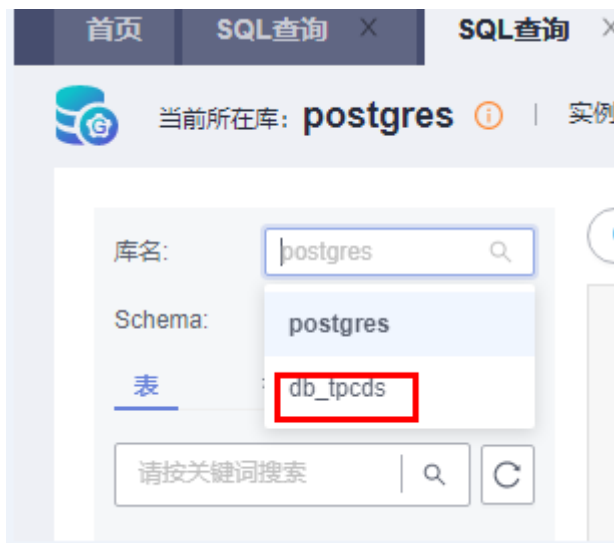 首页 SQL查询 SQL查询
当前所在库: postgres 实例
库名: postgres
Schema: postgres
表
db_tpcds
请按关键词搜索